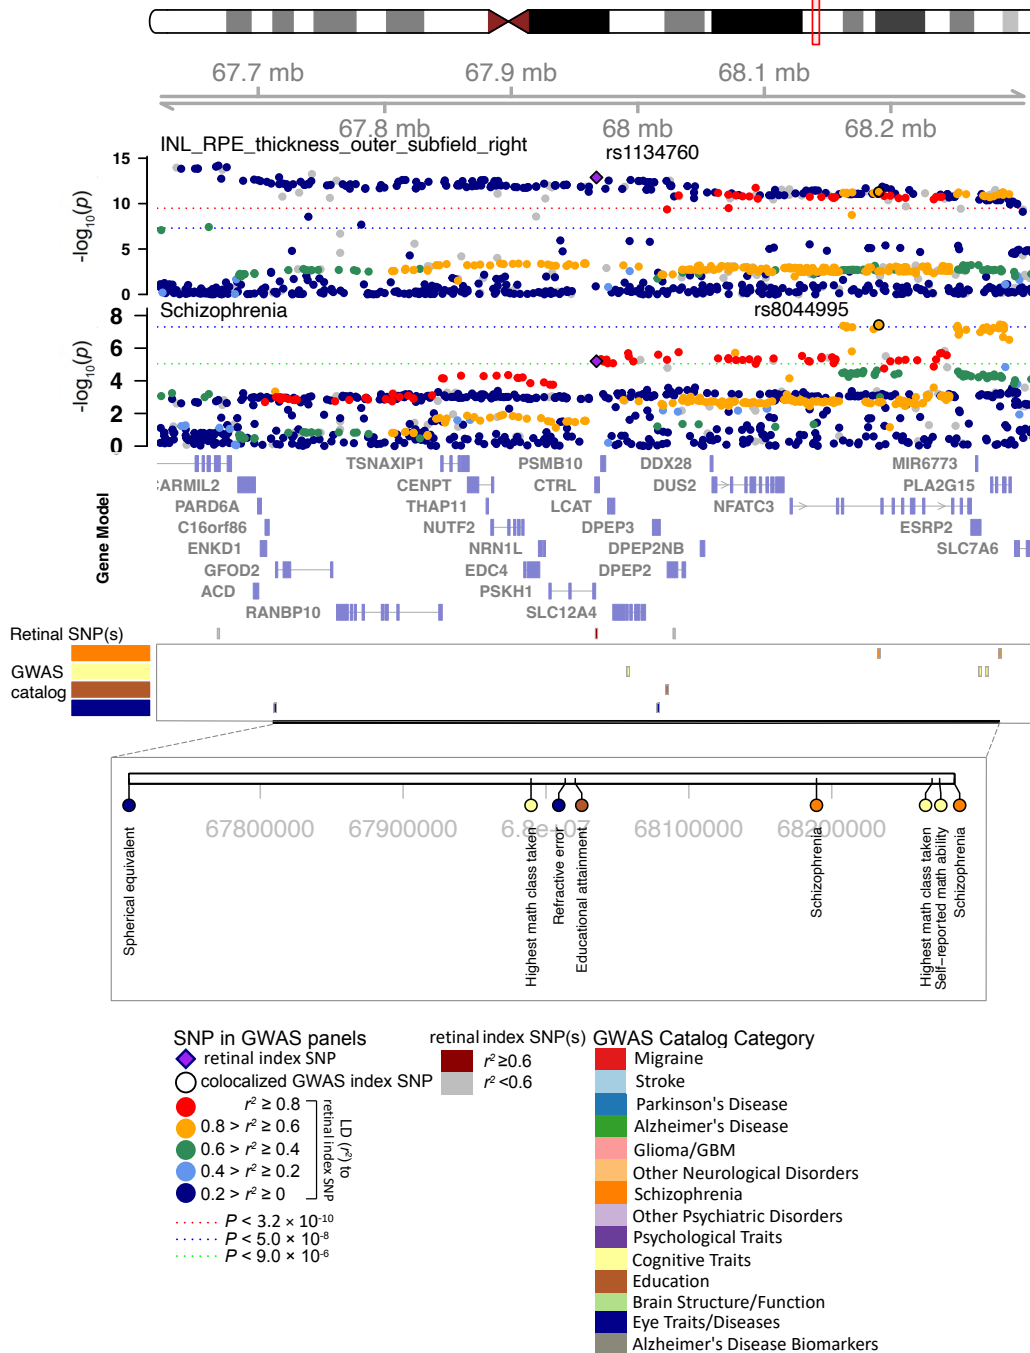 67.7 mb
67.9 mb
68.1 mb
67.8 mb
68 mb
68.2 mb
INL_RPE_thickness_outer_subfield_right
rs1134760
15
10
5
0
-log10(p)
Schizophrenia
rs8044995
8
6
4
2
0
-log10(p)
Gene Model
TSNAXIP1
PSMB10
DDX28
MIR6773
CARMIL2
CENPT
CTRL
DUS2
PLA2G15
PARD6A
THAP11
LCAT
NFATC3
C16orf86
NUTF2
DPEP3
ESRP2
ENKD1
NRN1L
DPEP2NB
SLC7A6
GFOD2
EDC4
DPEP2
ACD
PSKH1
RANBP10
SLC12A4
Retinal SNP(s)
GWAS
catalog
67800000
67900000
6.8e+07
68100000
68200000
Spherical equivalent
Highest math class taken
Refractive error
Educational attainment
Schizophrenia
Highest math class taken
Self−reported math ability
Schizophrenia
SNP in GWAS panels
retinal index SNP
colocalized GWAS index SNP
r² ≥ 0.8
0.8 > r² ≥ 0.6
0.6 > r² ≥ 0.4
0.4 > r² ≥ 0.2
0.2 > r² ≥ 0
LD (r²) to
retinal index SNP
P < 3.2 × 10⁻¹⁰
P < 5.0 × 10⁻⁸
P < 9.0 × 10⁻⁶
retinal index SNP(s)
r² ≥0.6
r² <0.6
GWAS Catalog Category
Migraine
Stroke
Parkinson's Disease
Alzheimer's Disease
Glioma/GBM
Other Neurological Disorders
Schizophrenia
Other Psychiatric Disorders
Psychological Traits
Cognitive Traits
Education
Brain Structure/Function
Eye Traits/Diseases
Alzheimer's Disease Biomarkers